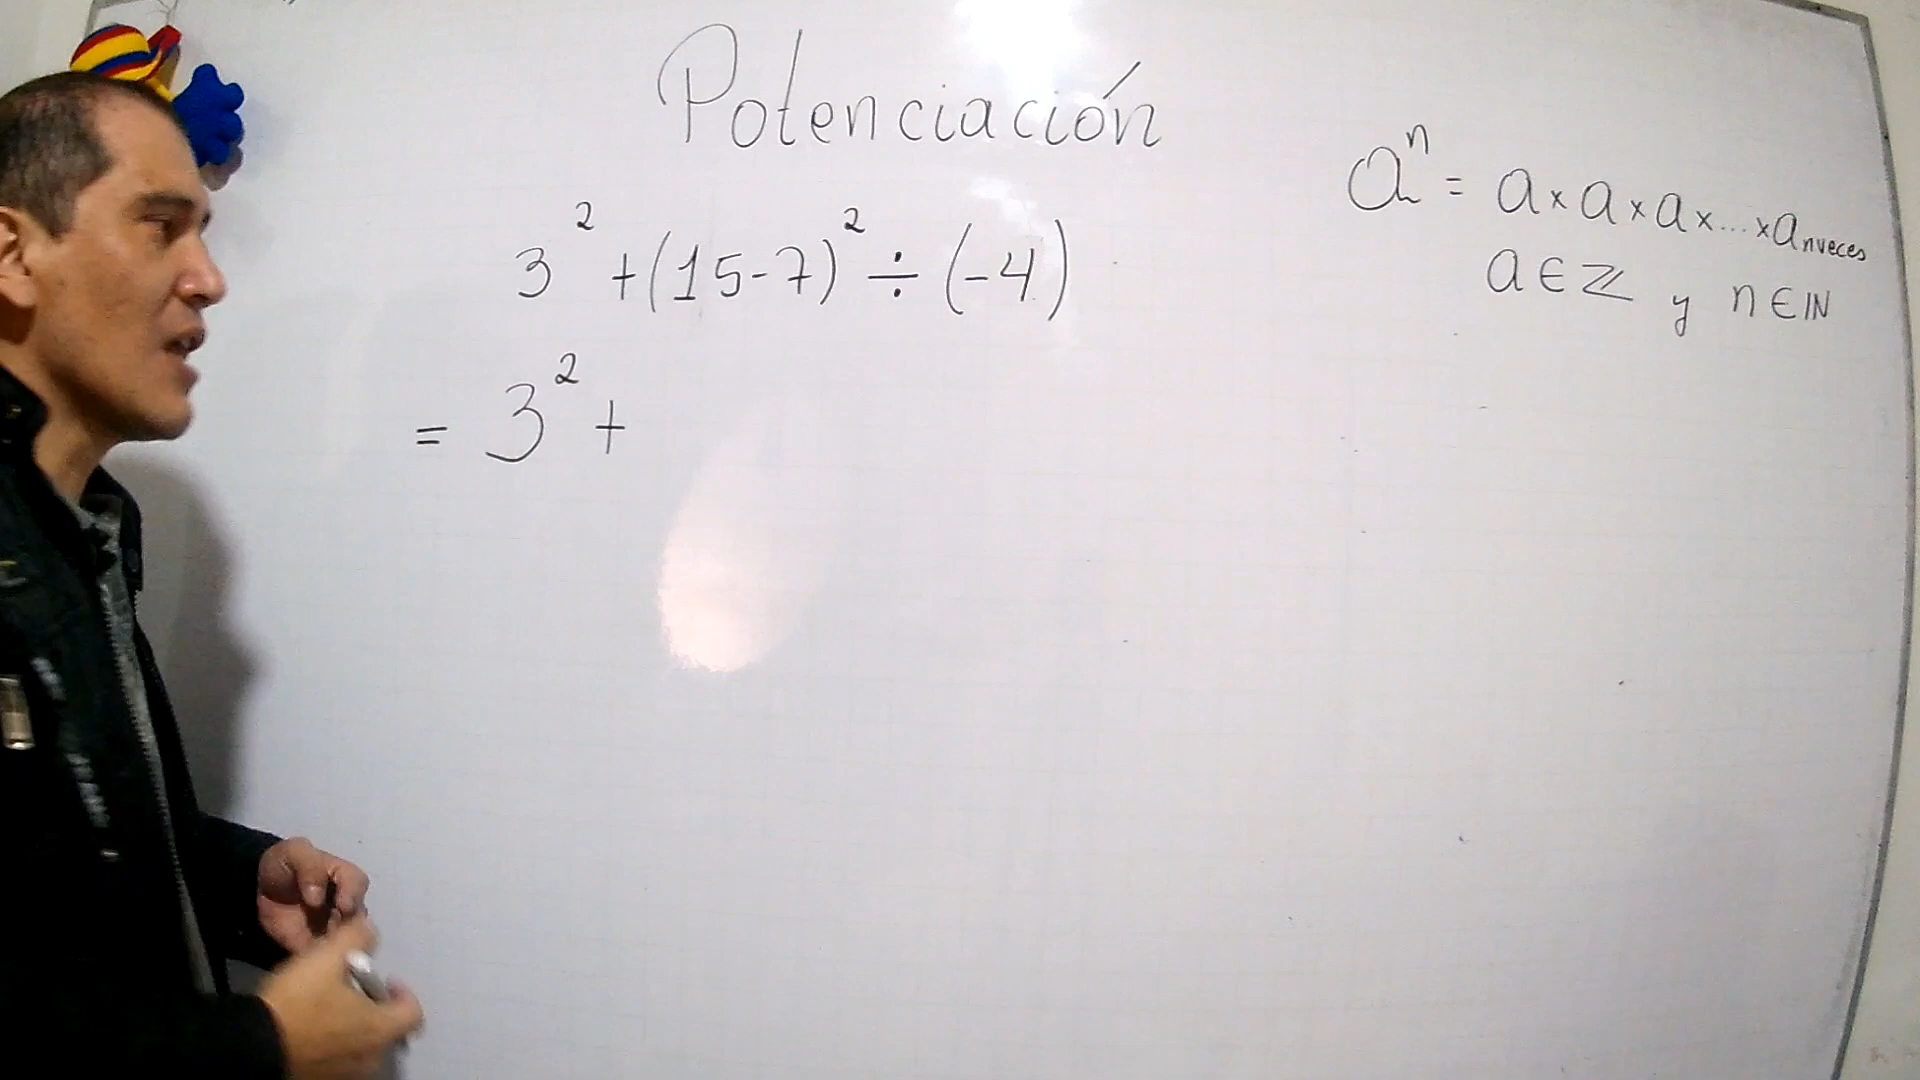 Potenciación
3² + (15-7)² ÷ (-4)
= 3² +
aⁿ = a x a x a x ... x a n veces
a ∈ ℤ y n ∈ ℕ